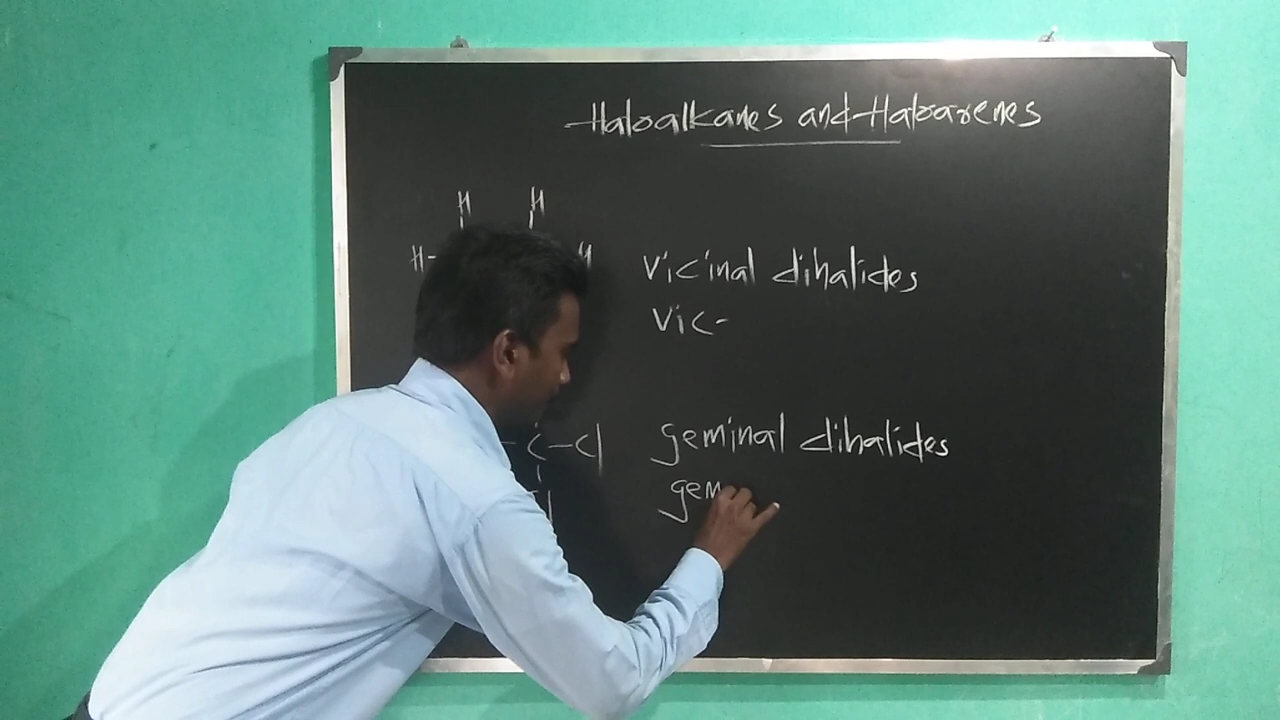 Haloalkanes and Haloarenes
H H
H- H
Vicinal dihalides
Vic-
-C-Cl geminal dihalides
gem